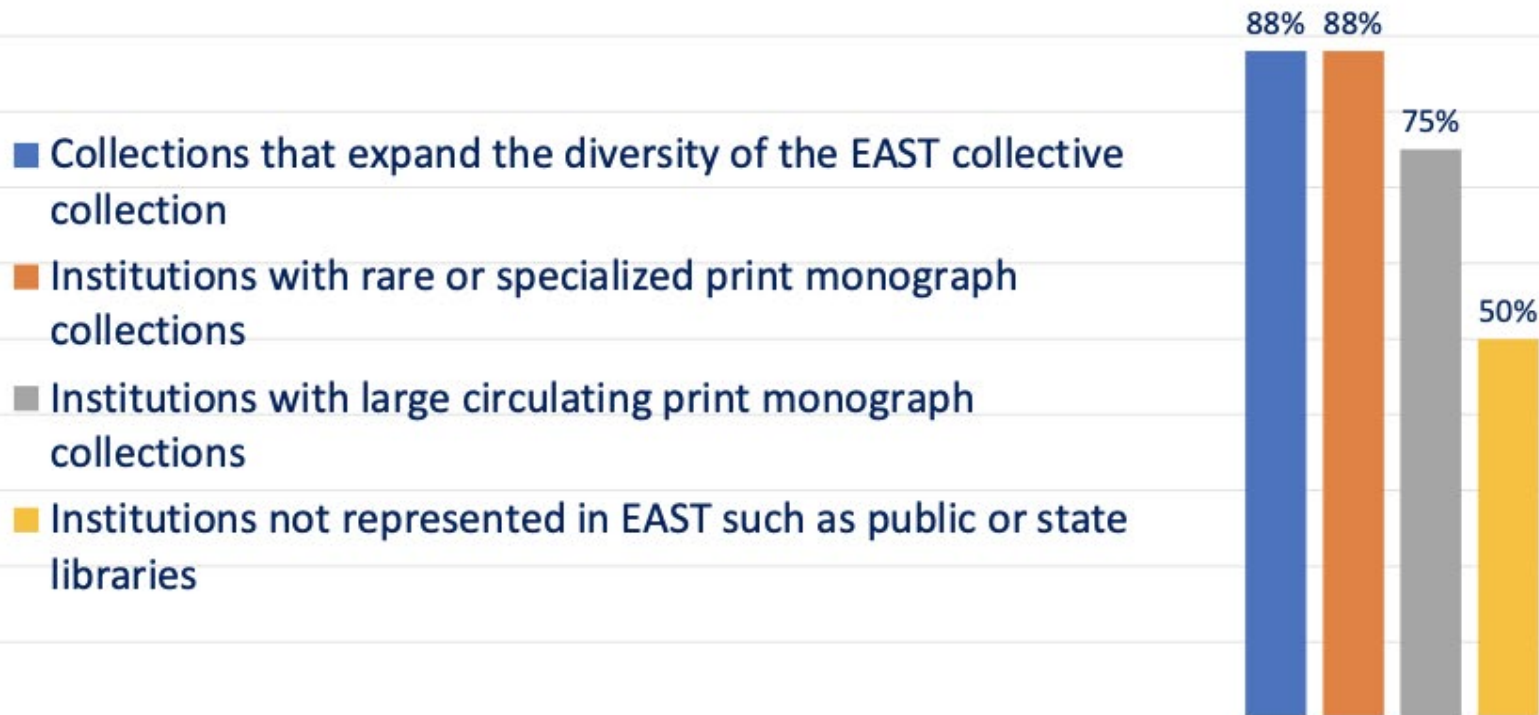 88% 88%
75%
Collections that expand the diversity of the EAST collective
collection
Institutions with rare or specialized print monograph
collections
50%
Institutions with large circulating print monograph
collections
Institutions not represented in EAST such as public or state
libraries